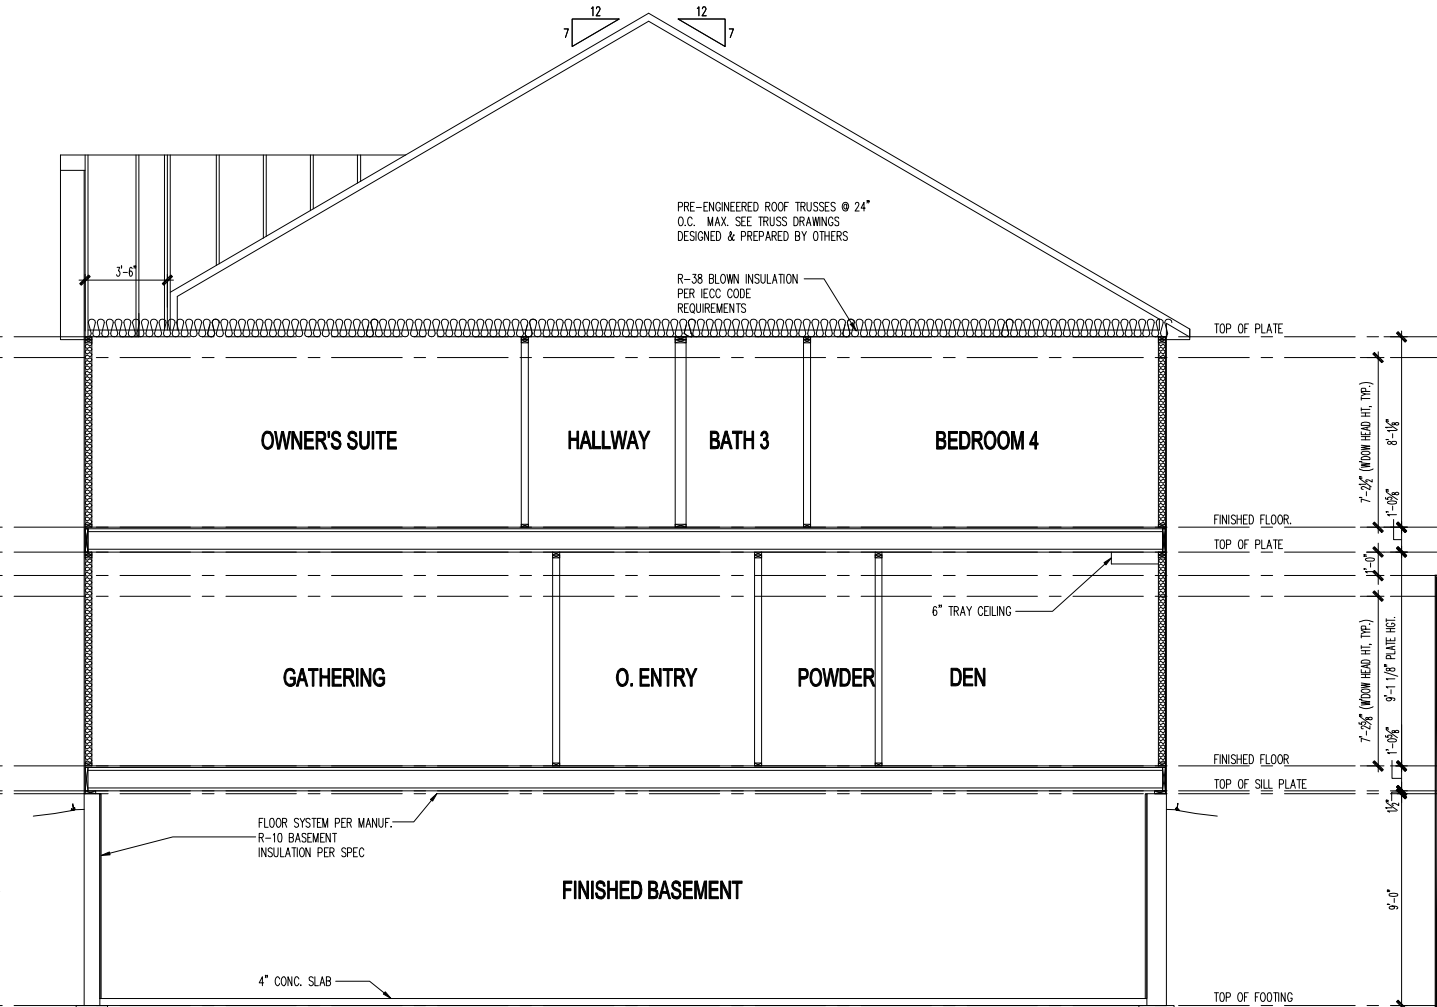 12
12
7
7
PRE-ENGINEERED ROOF TRUSSES @ 24"
O.C. MAX. SEE TRUSS DRAWINGS
DESIGNED & PREPARED BY OTHERS
3'-6"
R-38 BLOWN INSULATION
PER IECC CODE
REQUIREMENTS
TOP OF PLATE
OWNER'S SUITE
HALLWAY
BATH 3
BEDROOM 4
7'-2½" (W'DOW HEAD HT, TYP.)
8'-1⅛"
1'-0⅝"
FINISHED FLOOR.
TOP OF PLATE
1'-0"
6" TRAY CEILING
GATHERING
O. ENTRY
POWDER
DEN
7'-2⅝" (W'DOW HEAD HT, TYP.)
9'-1 1/8" PLATE HGT.
1'-0⅝"
FINISHED FLOOR
TOP OF SILL PLATE
1½"
FLOOR SYSTEM PER MANUF.
R-10 BASEMENT
INSULATION PER SPEC
FINISHED BASEMENT
9'-0"
4" CONC. SLAB
TOP OF FOOTING